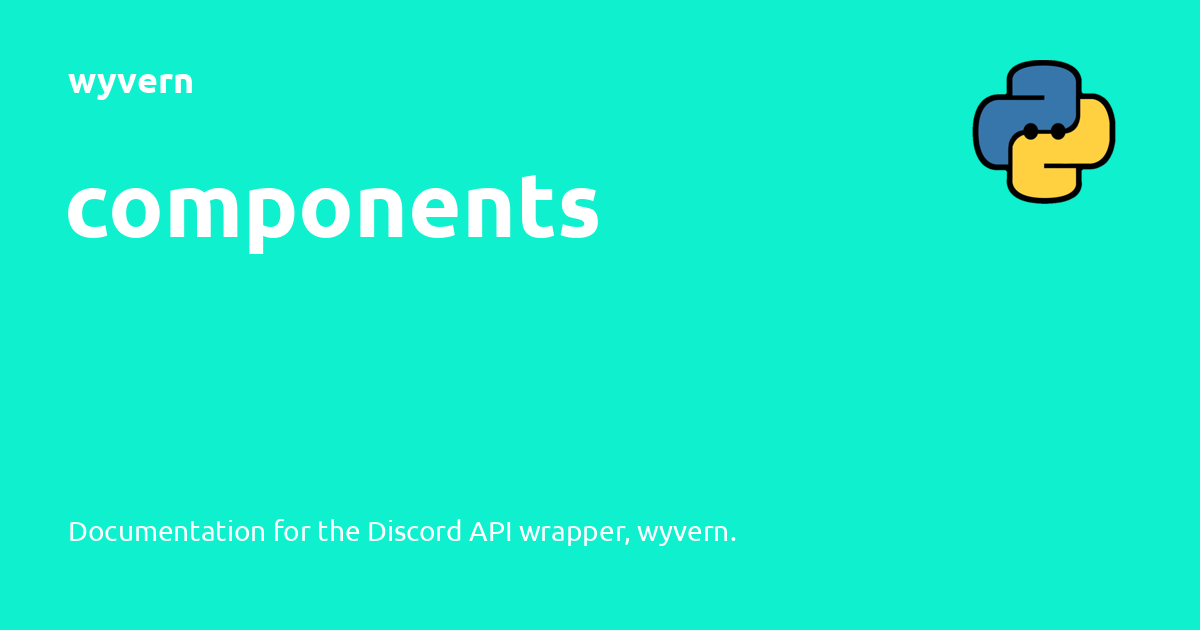 wyvern
components
Documentation for the Discord API wrapper, wyvern.